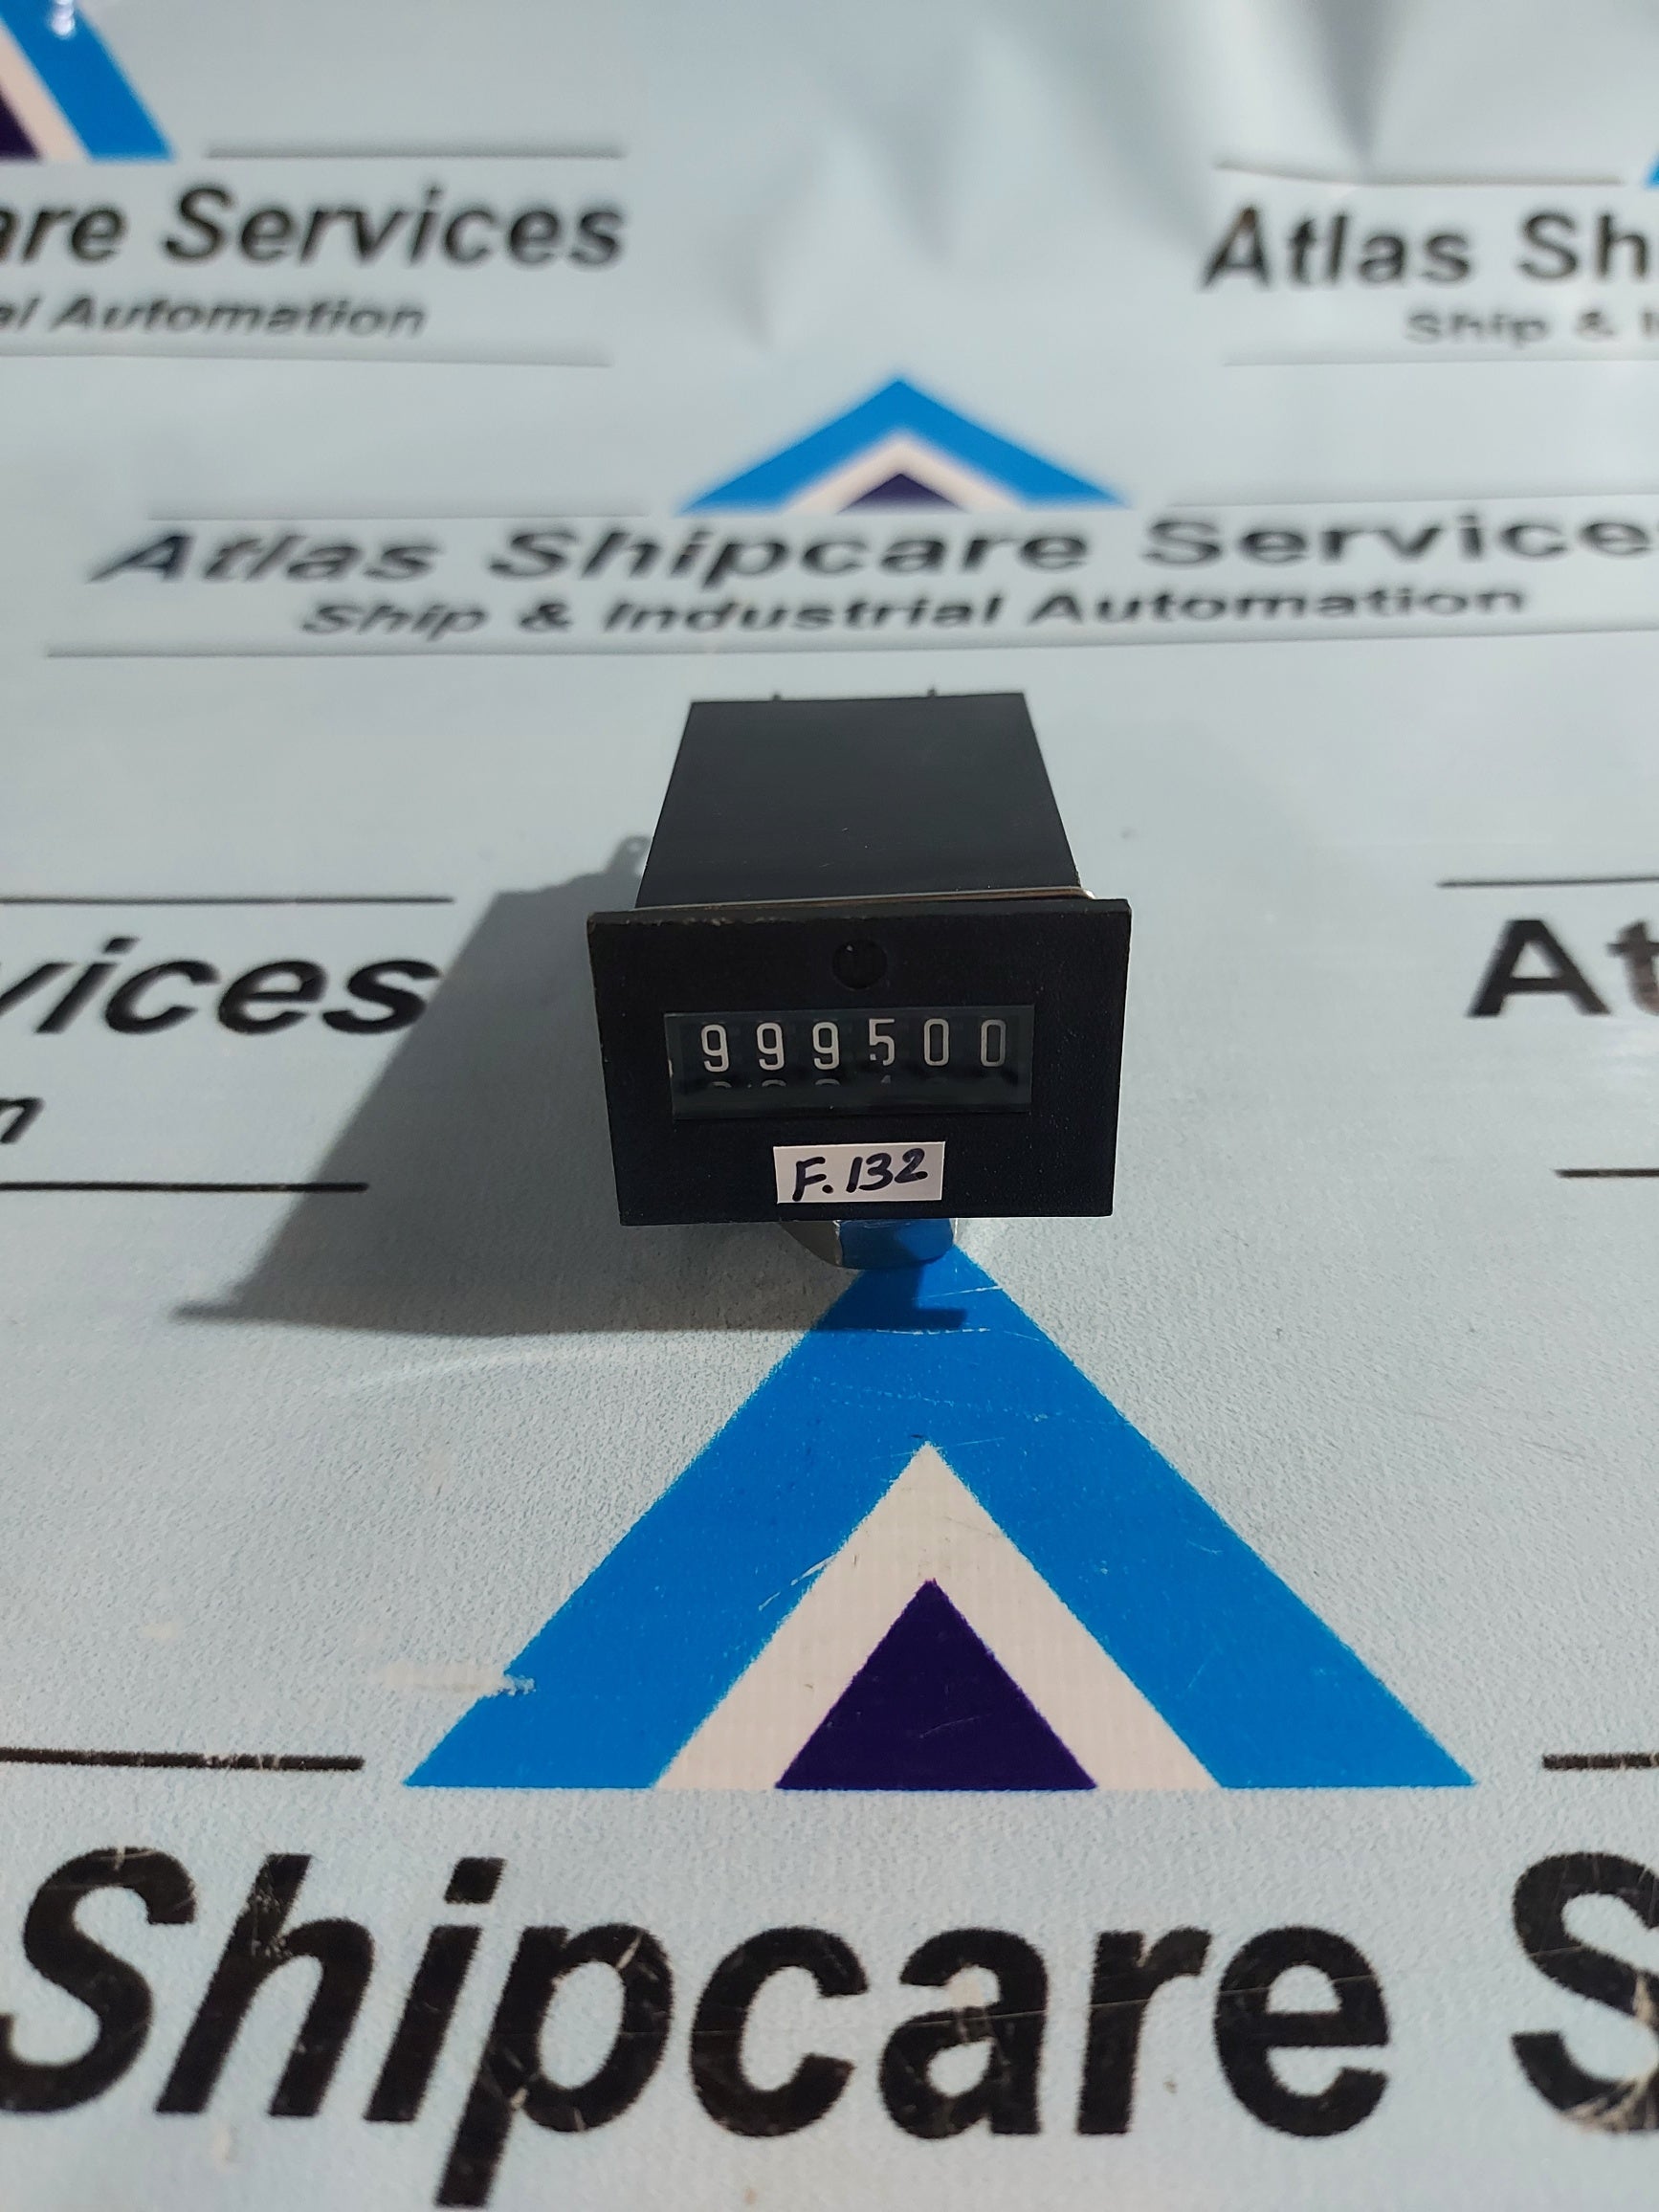 are Services
al Automation
Atlas Sh
Ship & I
Atlas Shipcare Service
Ship & Industrial Automation
vices
n
At
999500
F.132
Shipcare S